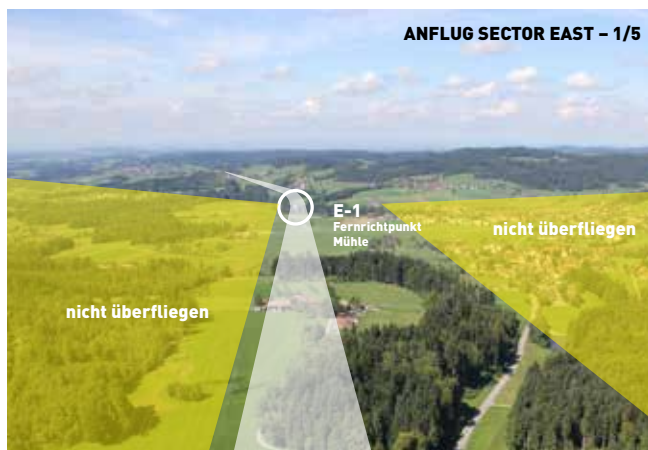 ANFLUG SECTOR EAST – 1/5
E-1
Fernrichtpunkt
Mühle
nicht überfliegen
nicht überfliegen